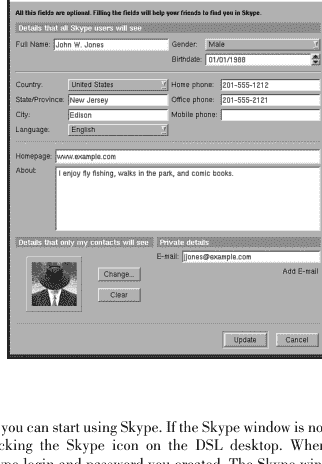 All this fields are optional. Filling the fields will help your friends to find you in Skype.
Details that all Skype users will see
Full Name: John W. Jones Gender: Male
Birthdate: 01/01/1988
Country: United States Home phone: 201-555-1212
State/Province: New Jersey Office phone: 201-555-2121
City: Edison Mobile phone:
Language: English
Homepage: www.example.com
About: I enjoy fly fishing, walks in the park, and comic books.
Details that only my contacts will see Private details
E-mail: jjones@example.com
Change... Add E-mail
Clear
Update Cancel
you can start using Skype. If the Skype window is no
cking the Skype icon on the DSL desktop. When
login and password you created. The Skype win